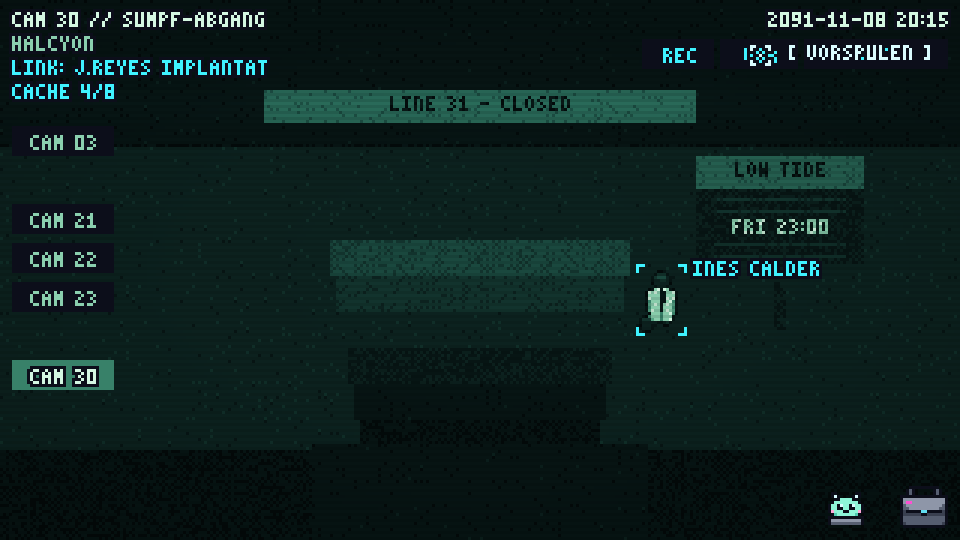 CAM 30 // SUMPF-ABGANG
HALCYON
LINK: J.REYES IMPLANTAT
CACHE 4/8
2091-11-08 20:15
REC
[ VORSPULEN ]
LINE 31 - CLOSED
CAM 03
LOW TIDE
CAM 21
FRI 23:00
CAM 22
INES CALDER
CAM 23
CAM 30